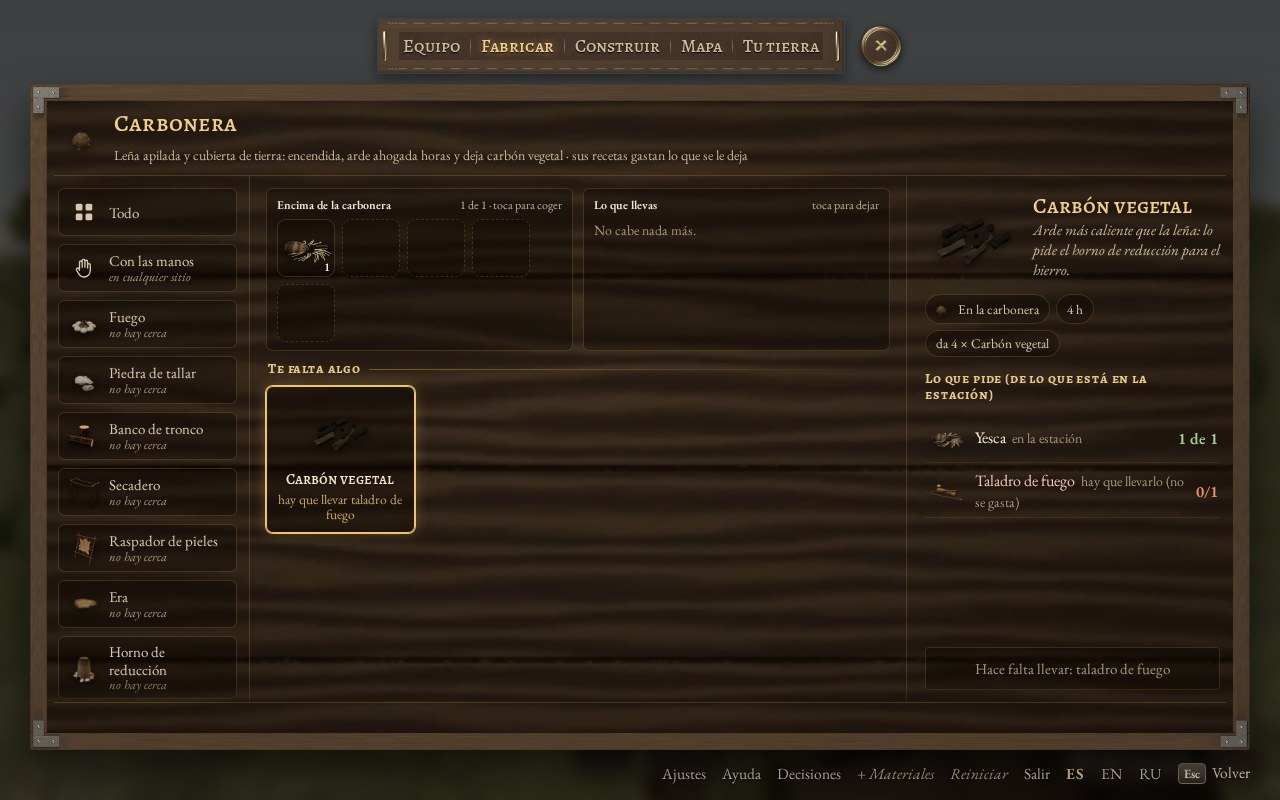 Equipo Fabricar Construir Mapa Tu tierra ×
Carbonera
Leña apilada y cubierta de tierra: encendida, arde ahogada horas y deja carbón vegetal · sus recetas gastan lo que se le deja
Todo
Con las manos
en cualquier sitio
Fuego
no hay cerca
Piedra de tallar
no hay cerca
Banco de tronco
no hay cerca
Secadero
no hay cerca
Raspador de pieles
no hay cerca
Era
no hay cerca
Horno de
reducción
no hay cerca
Encima de la carbonera 1 de 1 · toca para coger
1
Lo que llevas toca para dejar
No cabe nada más.
Te falta algo
Carbón vegetal
hay que llevar taladro de
fuego
Carbón vegetal
Arde más caliente que la leña: lo
pide el horno de reducción para el
hierro.
En la carbonera 4 h
da 4 × Carbón vegetal
Lo que pide (de lo que está en la
estación)
Yesca en la estación 1 de 1
Taladro de fuego hay que llevarlo (no
se gasta) 0/1
Hace falta llevar: taladro de fuego
Ajustes Ayuda Decisiones + Materiales Reiniciar Salir ES EN RU Esc Volver